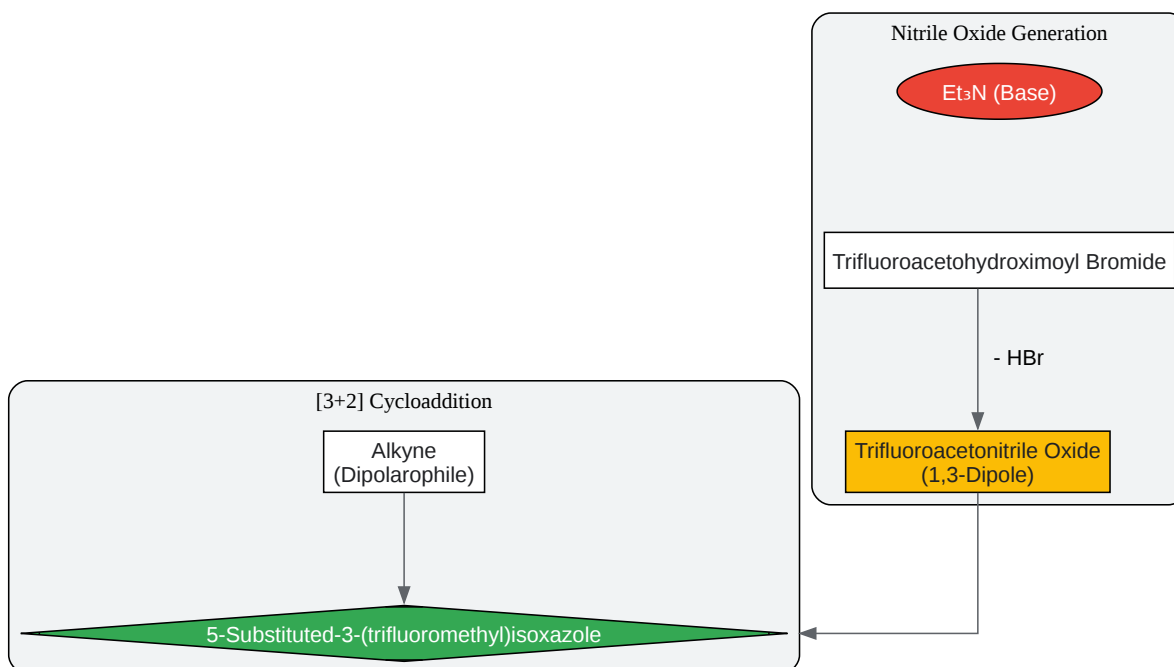 Nitrile Oxide Generation
Et₃N (Base)
Trifluoroacetohydroximoyl Bromide
- HBr
[3+2] Cycloaddition
Alkyne
(Dipolarophile)
Trifluoroacetonitrile Oxide
(1,3-Dipole)
5-Substituted-3-(trifluoromethyl)isoxazole